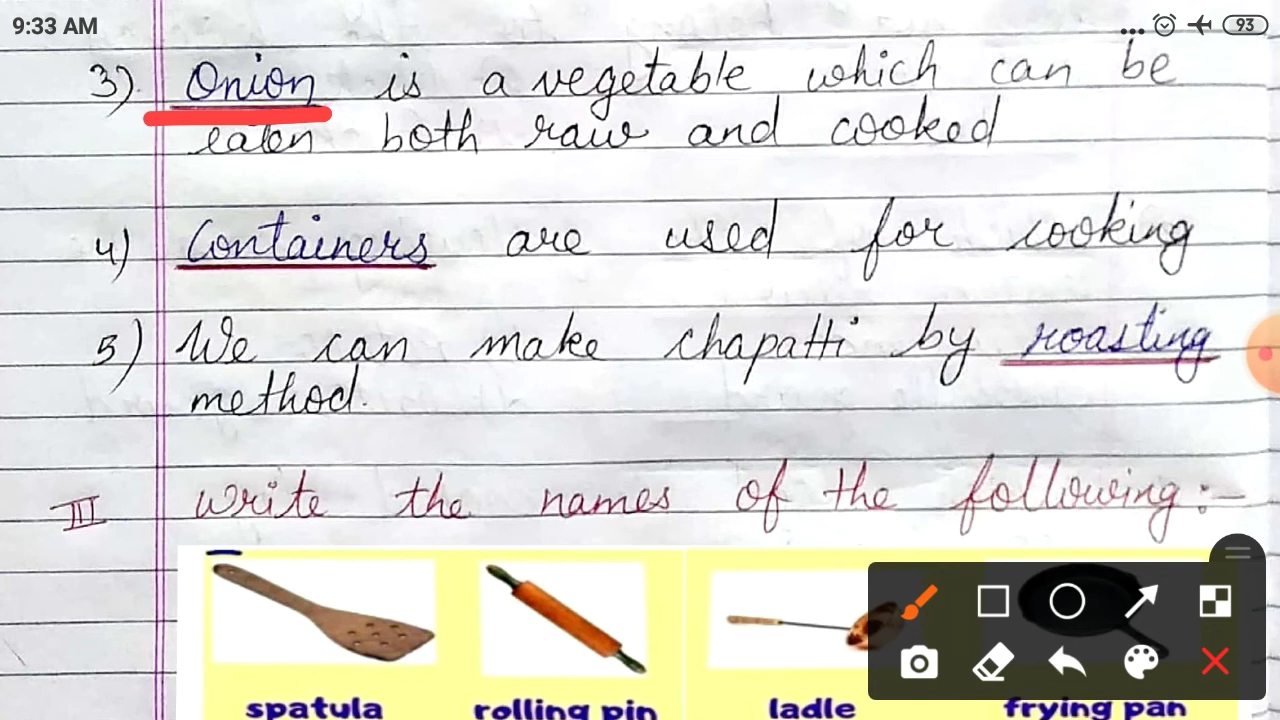 9:33 AM
93
3). Onion is a vegetable which can be
eaten both raw and cooked
4) Containers are used for cooking
5) We can make chapatti by roasting
method.
III Write the names of the following :-
spatula rolling pin ladle frying pan